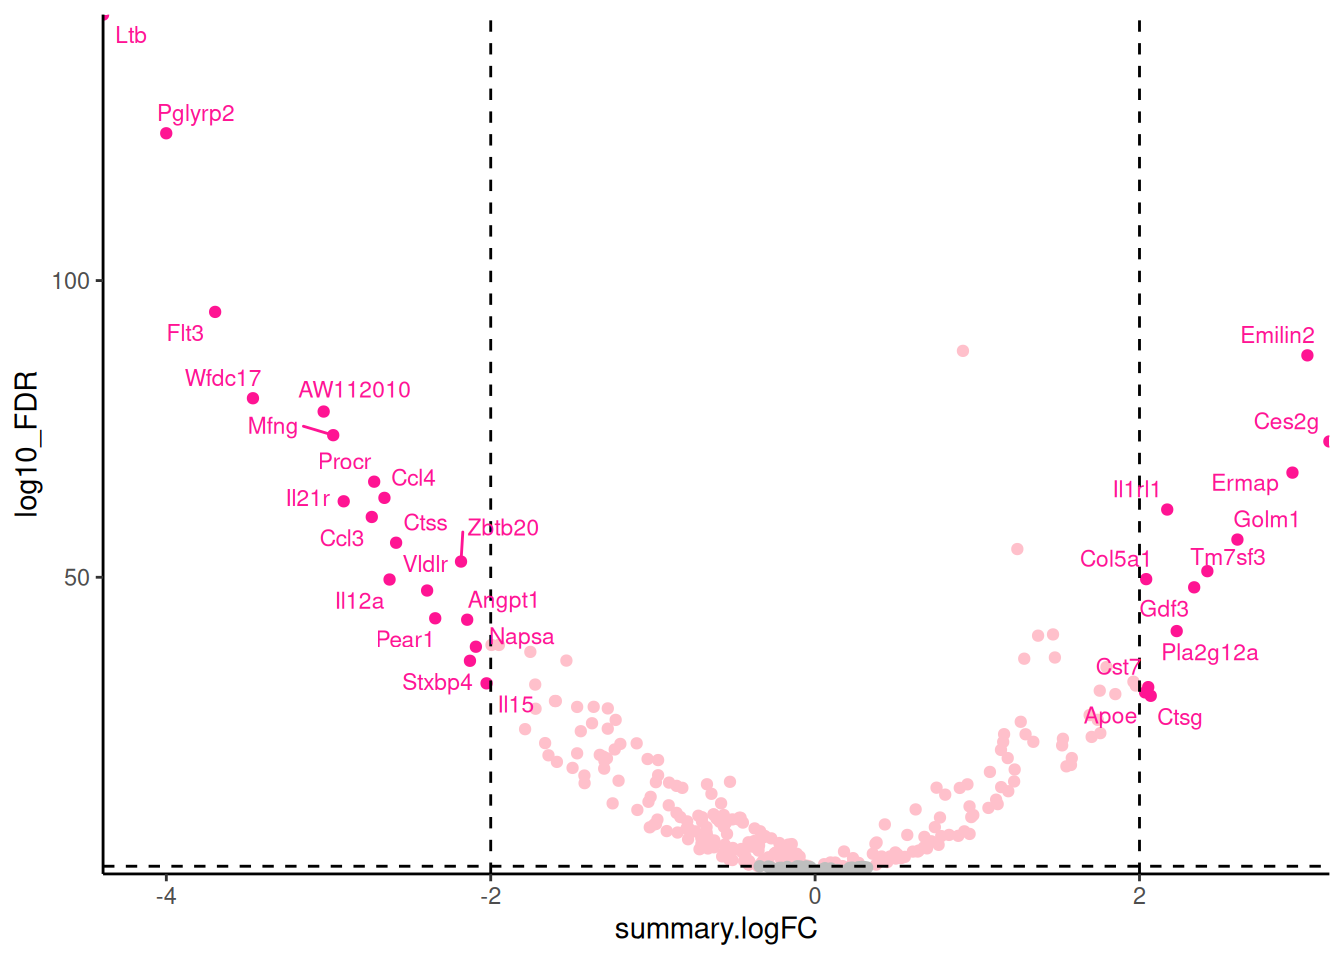 Ltb
Pglyrp2
100
Flt3
Emilin2
Wfdc17
AW112010
Mfng
Ces2g
Procr
Ccl4
Ermap
Il21r
Il1rl1
Ccl3
Ctss
Zbtb20
Golm1
Vldlr
Col5a1
Tm7sf3
50
Il12a
Angpt1
Gdf3
Pear1
Napsa
Pla2g12a
Stxbp4
Cst7
Il15
Apoe
Ctsg
log10_FDR
-4
-2
0
2
summary.logFC